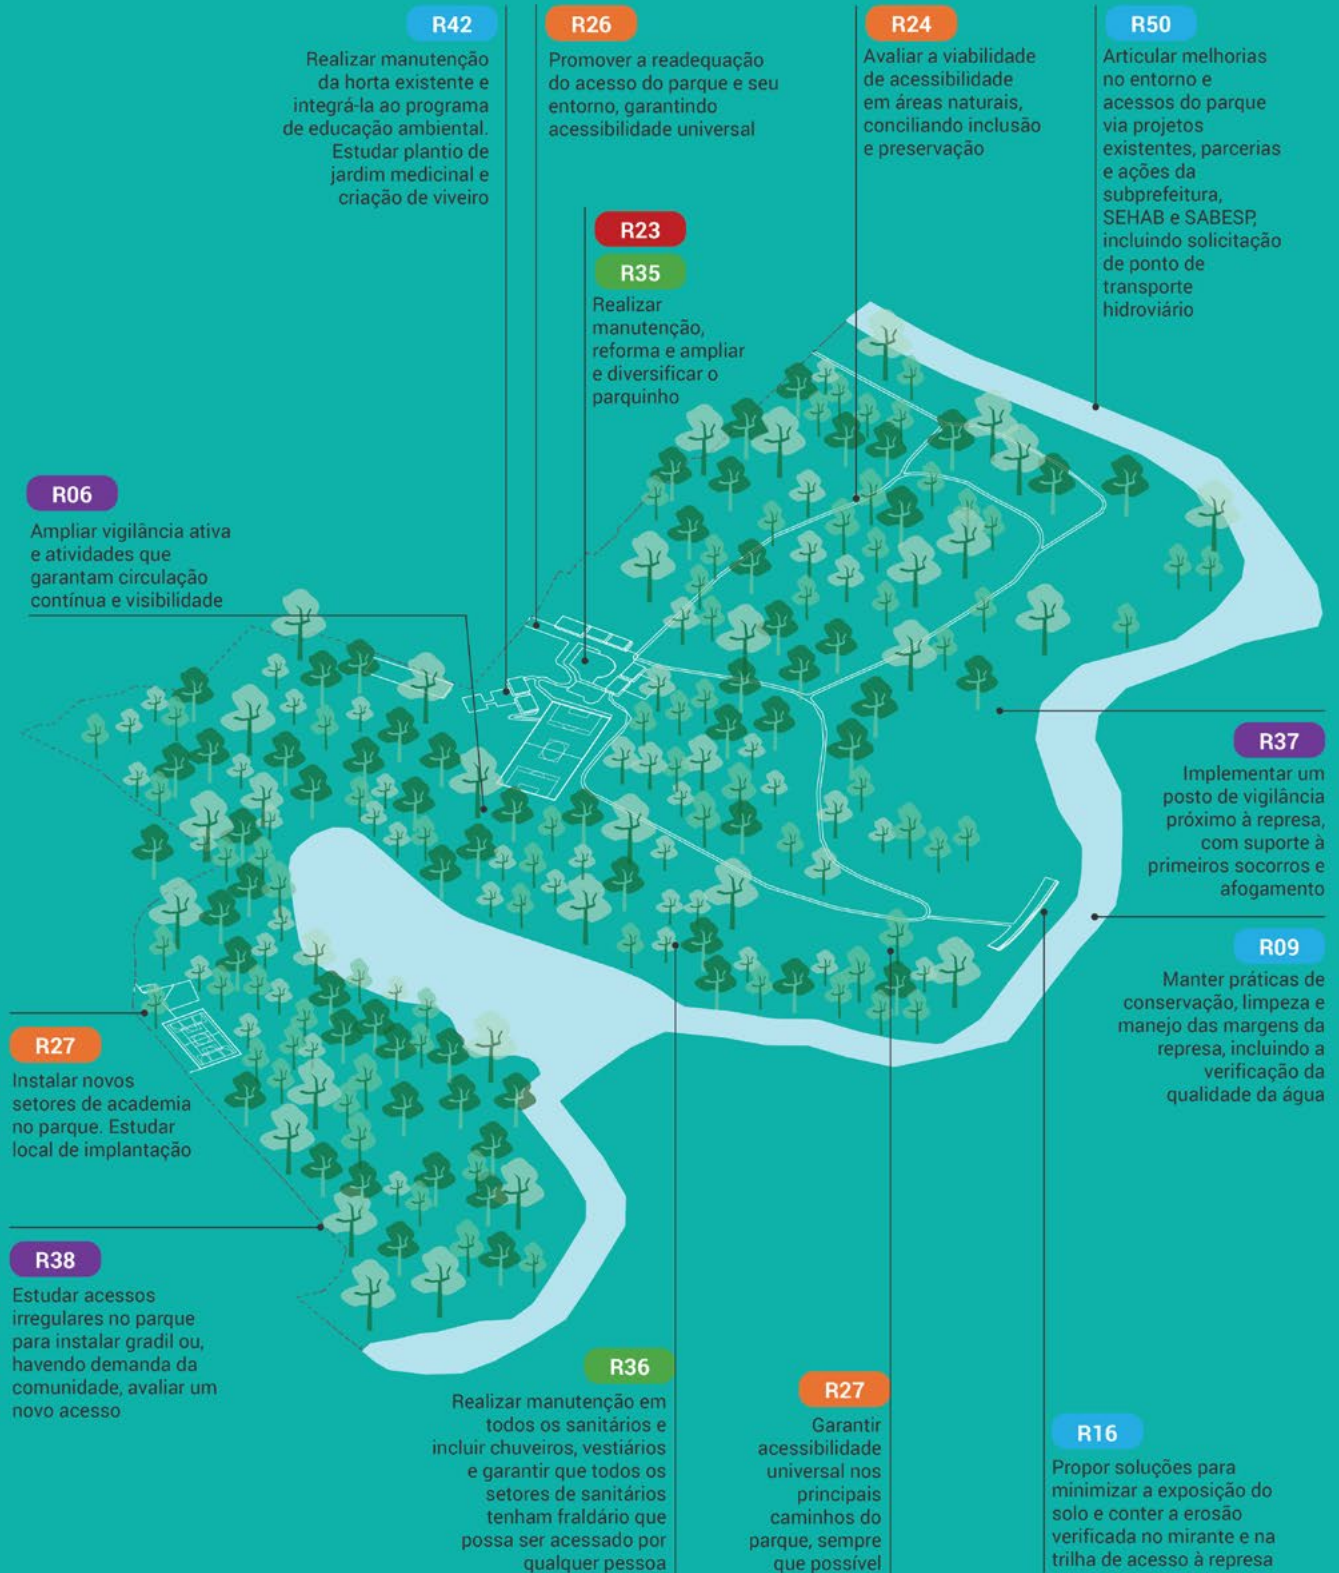 R42
Realizar manutenção
da horta existente e
integrá-la ao programa
de educação ambiental.
Estudar plantio de
jardim medicinal e
criação de viveiro
R26
Promover a readequação
do acesso do parque e seu
entorno, garantindo
acessibilidade universal
R24
Avaliar a viabilidade
de acessibilidade
em áreas naturais,
conciliando inclusão
e preservação
R50
Articular melhorias
no entorno e
acessos do parque
via projetos
existentes, parcerias
e ações da
subprefeitura,
SEHAB e SABESP,
incluindo solicitação
de ponto de
transporte
hidroviário
R23
R35
Realizar
manutenção,
reforma e ampliar
e diversificar o
parquinho
R06
Ampliar vigilância ativa
e atividades que
garantam circulação
contínua e visibilidade
R37
Implementar um
posto de vigilância
próximo à represa,
com suporte à
primeiros socorros e
afogamento
R09
Manter práticas de
conservação, limpeza e
manejo das margens da
represa, incluindo a
verificação da
qualidade da água
R27
Instalar novos
setores de academia
no parque. Estudar
local de implantação
R38
Estudar acessos
irregulares no parque
para instalar gradil ou,
havendo demanda da
comunidade, avaliar um
novo acesso
R36
Realizar manutenção em
todos os sanitários e
incluir chuveiros, vestiários
e garantir que todos os
setores de sanitários
tenham fraldário que
possa ser acessado por
qualquer pessoa
R27
Garantir
acessibilidade
universal nos
principais
caminhos do
parque, sempre
que possível
R16
Propor soluções para
minimizar a exposição do
solo e conter a erosão
verificada no mirante e na
trilha de acesso à represa